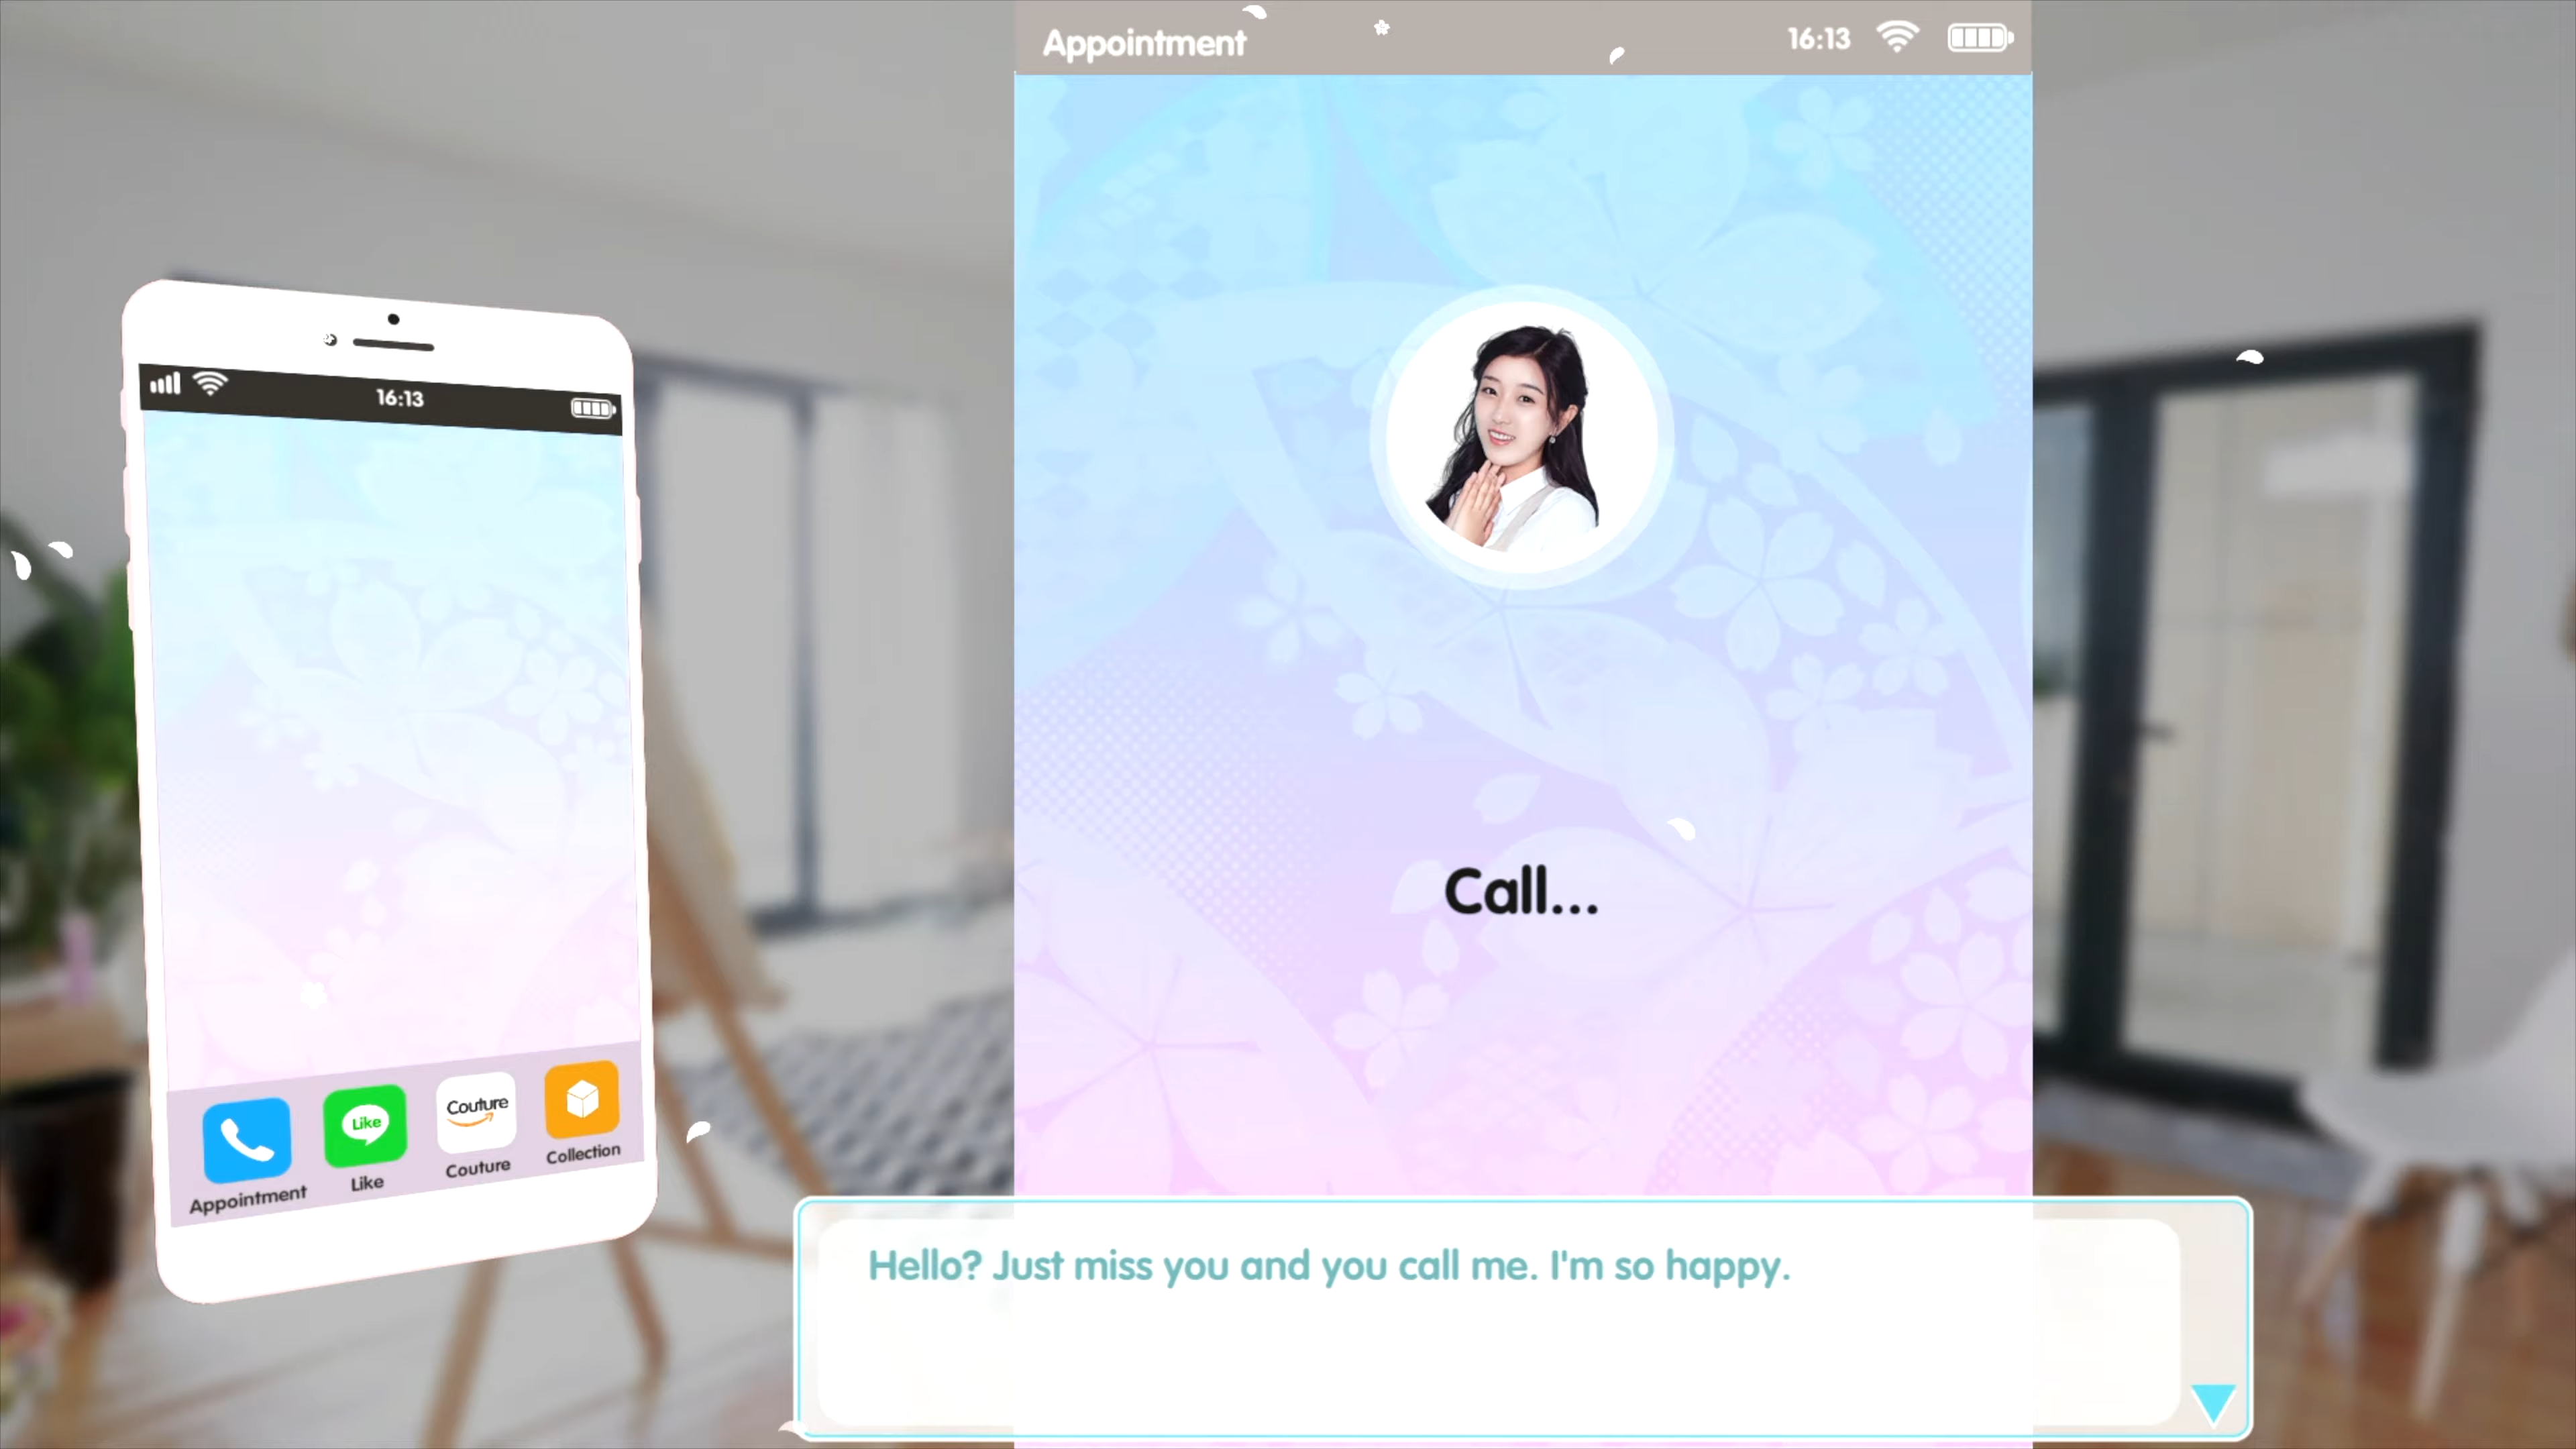 Appointment
16:13
16:13
Call...
Like
Couture
Appointment
Like
Couture
Collection
Hello? Just miss you and you call me. I'm so happy.